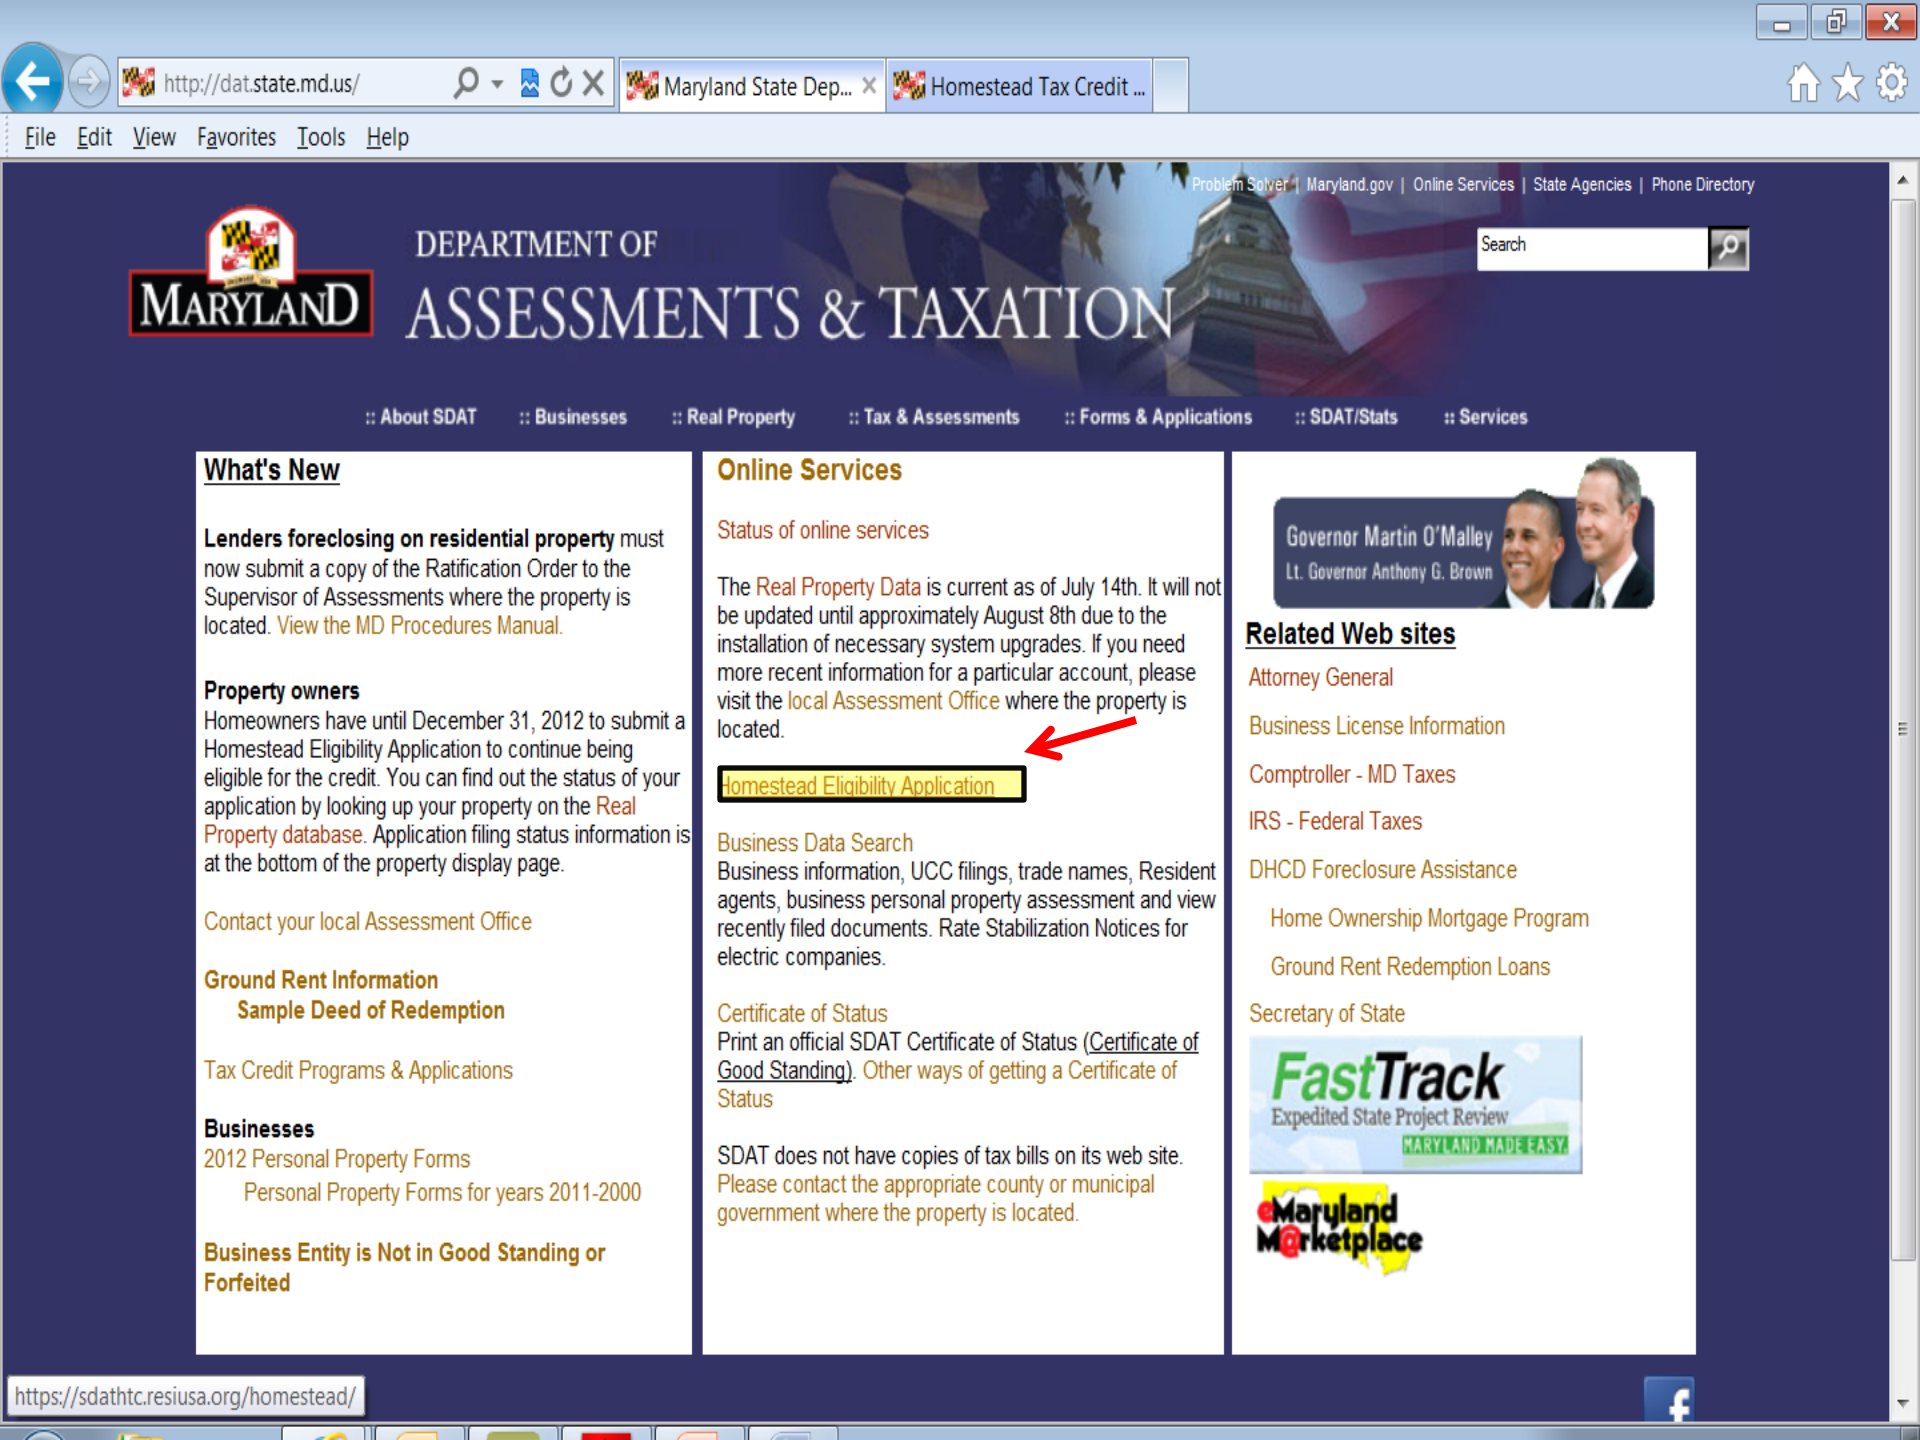 http://dat.state.md.us/
Maryland State Dep...
Homestead Tax Credit ...
File Edit View Favorites Tools Help
Problem Solver | Maryland.gov | Online Services | State Agencies | Phone Directory
MARYLAND
DEPARTMENT OF
ASSESSMENTS & TAXATION
Search
:: About SDAT :: Businesses :: Real Property :: Tax & Assessments :: Forms & Applications :: SDAT/Stats :: Services
What's New
Lenders foreclosing on residential property must
now submit a copy of the Ratification Order to the
Supervisor of Assessments where the property is
located. View the MD Procedures Manual.
Property owners
Homeowners have until December 31, 2012 to submit a
Homestead Eligibility Application to continue being
eligible for the credit. You can find out the status of your
application by looking up your property on the Real
Property database. Application filing status information is
at the bottom of the property display page.
Contact your local Assessment Office
Ground Rent Information
Sample Deed of Redemption
Tax Credit Programs & Applications
Businesses
2012 Personal Property Forms
Personal Property Forms for years 2011-2000
Business Entity is Not in Good Standing or
Forfeited
Online Services
Status of online services
The Real Property Data is current as of July 14th. It will not
be updated until approximately August 8th due to the
installation of necessary system upgrades. If you need
more recent information for a particular account, please
visit the local Assessment Office where the property is
located.
Homestead Eligibility Application
Business Data Search
Business information, UCC filings, trade names, Resident
agents, business personal property assessment and view
recently filed documents. Rate Stabilization Notices for
electric companies.
Certificate of Status
Print an official SDAT Certificate of Status (Certificate of
Good Standing). Other ways of getting a Certificate of
Status
SDAT does not have copies of tax bills on its web site.
Please contact the appropriate county or municipal
government where the property is located.
Governor Martin O'Malley
Lt. Governor Anthony G. Brown
Related Web sites
Attorney General
Business License Information
Comptroller - MD Taxes
IRS - Federal Taxes
DHCD Foreclosure Assistance
Home Ownership Mortgage Program
Ground Rent Redemption Loans
Secretary of State
FastTrack
Expedited State Project Review
MARYLAND MADE EASY
eMaryland
M@rketplace
https://sdathtc.resiusa.org/homestead/
f